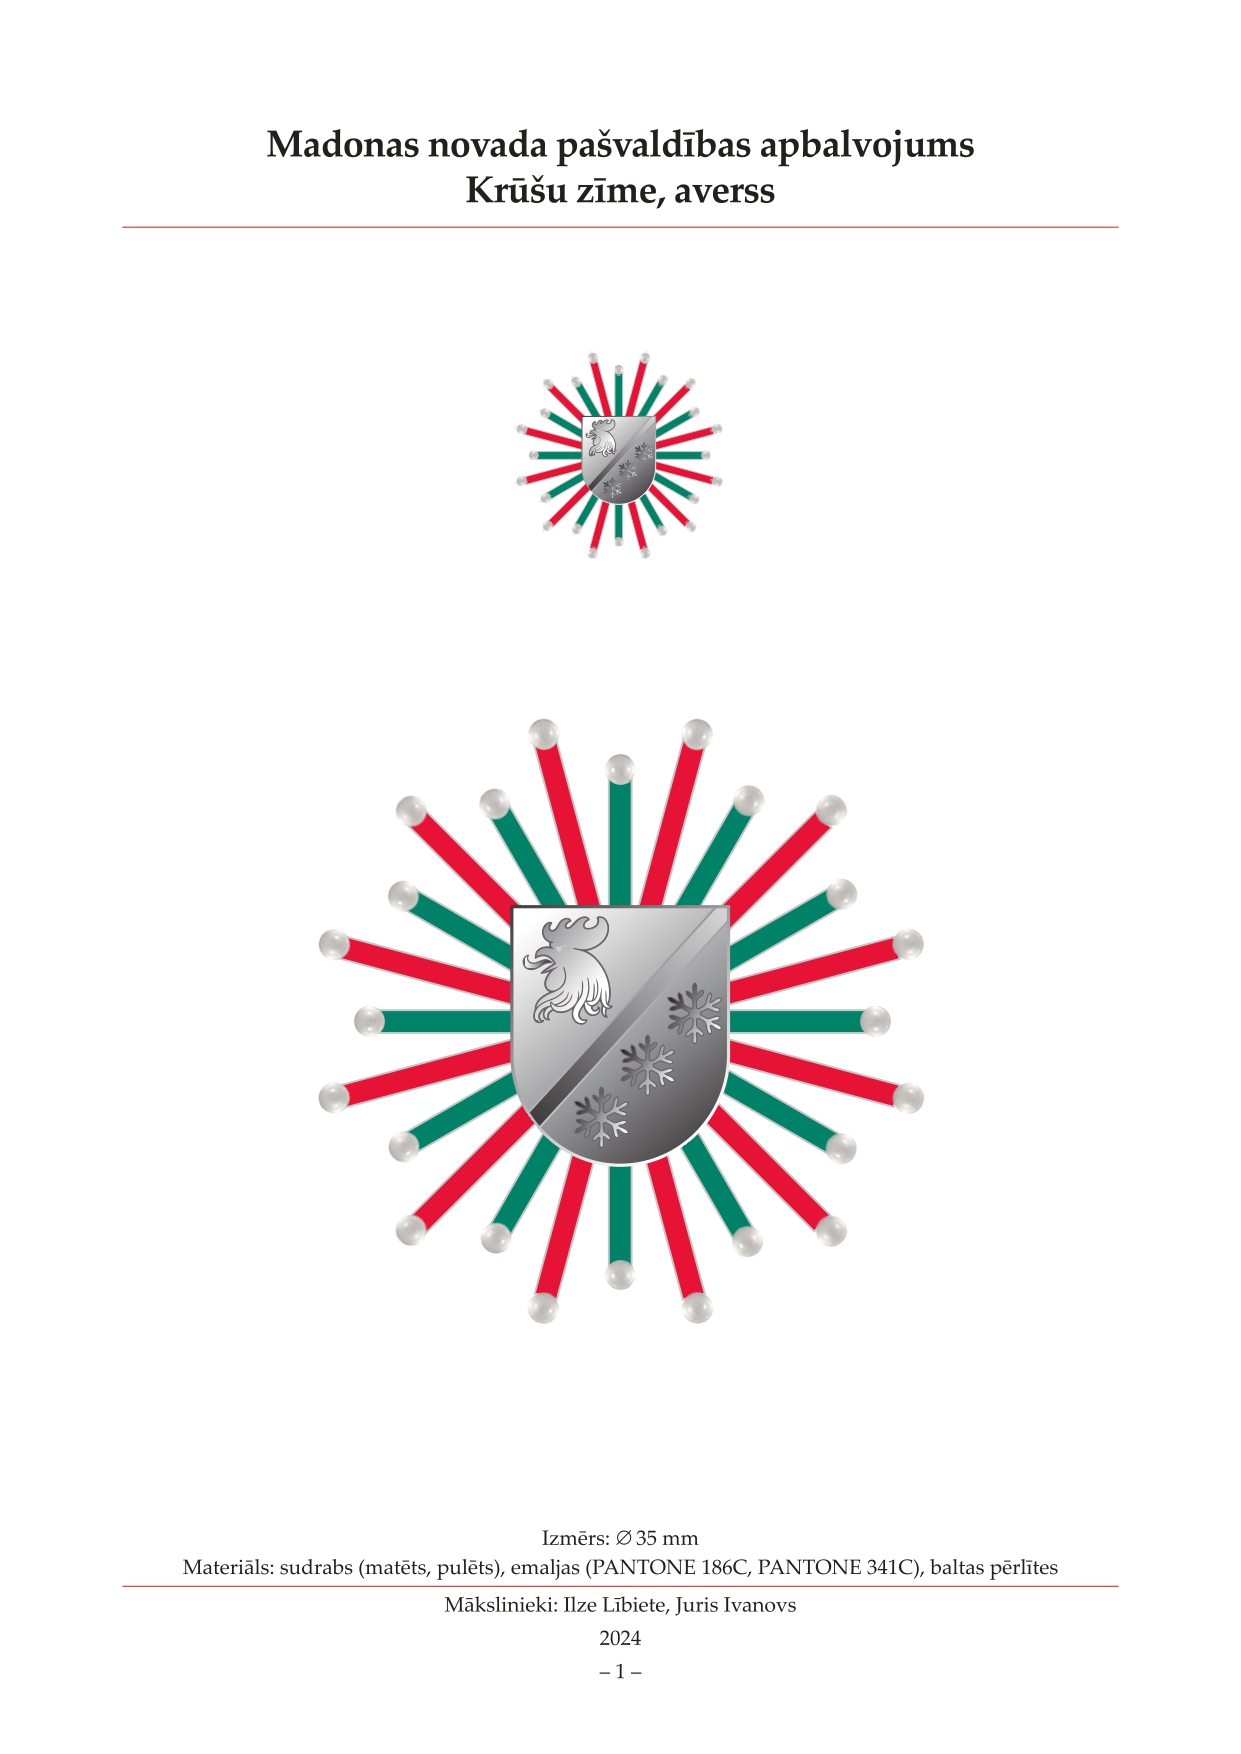 Madonas novada pašvaldības apbalvojums
Krūšu zīme, averss
Izmērs: ∅ 35 mm
Materiāls: sudrabs (matēts, pulēts), emaljas (PANTONE 186C, PANTONE 341C), baltas pērlītes
Mākslinieki: Ilze Lībiete, Juris Ivanovs
2024
– 1 –